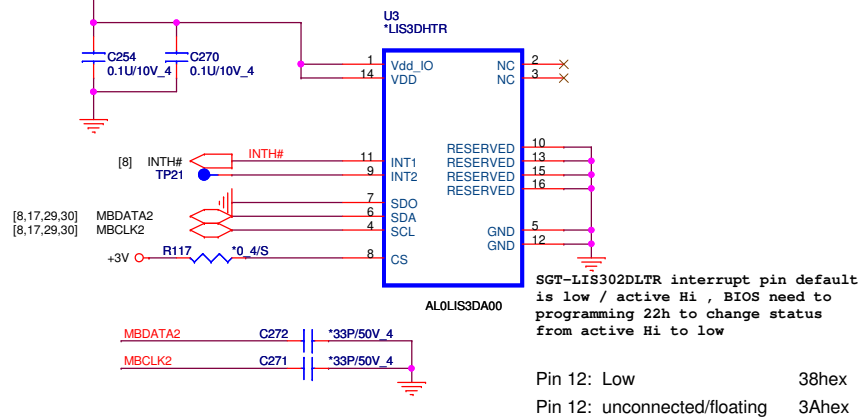 U3
*LIS3DHTR
C254
0.1U/10V_4
C270
0.1U/10V_4
1 Vdd_IO
14 VDD
NC 2
NC 3
RESERVED 10
RESERVED 13
RESERVED 15
RESERVED 16
[8] INTH# INTH# 11 INT1
TP21 9 INT2
7 SDO
[8,17,29,30] MBDATA2 6 SDA
[8,17,29,30] MBCLK2 4 SCL
GND 5
GND 12
+3V R117 *0_4/S 8 CS
AL0LIS3DA00
SGT-LIS302DLTR interrupt pin default
is low / active Hi , BIOS need to
programming 22h to change status
from active Hi to low
MBDATA2 C272 *33P/50V_4
MBCLK2 C271 *33P/50V_4
Pin 12: Low 38hex
Pin 12: unconnected/floating 3Ahex